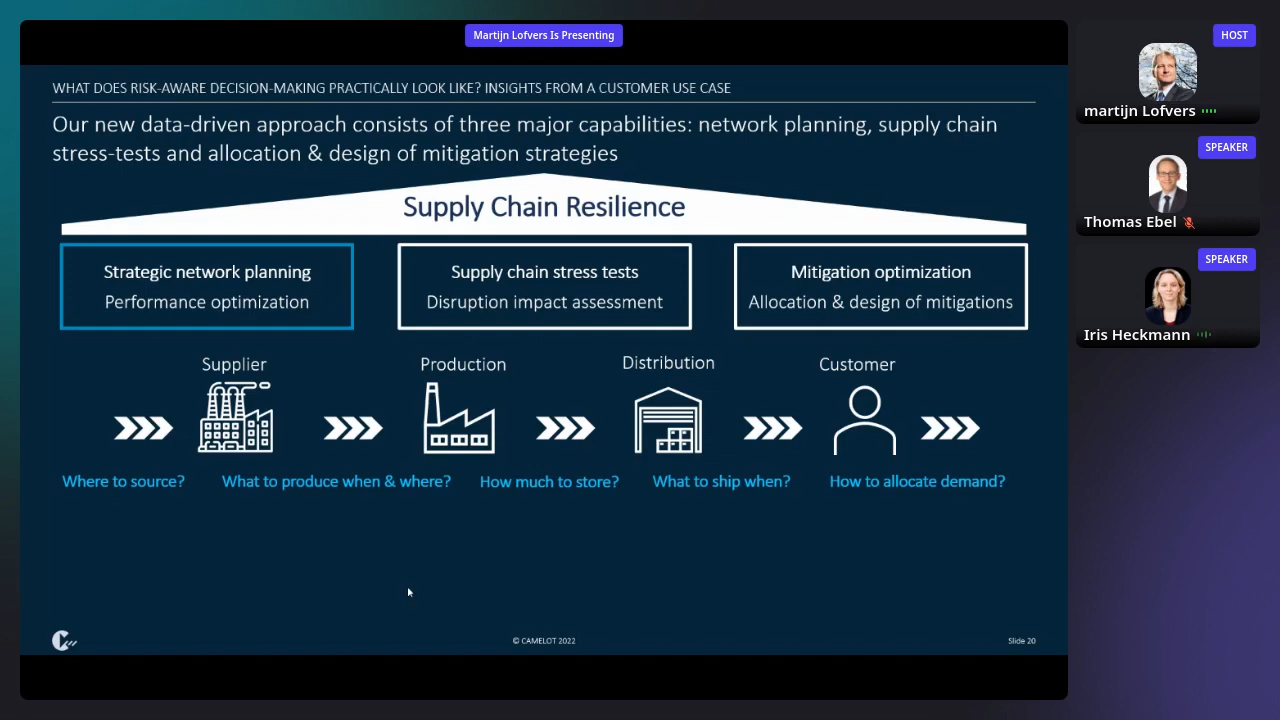 Martijn Lofvers Is Presenting
WHAT DOES RISK-AWARE DECISION-MAKING PRACTICALLY LOOK LIKE? INSIGHTS FROM A CUSTOMER USE CASE
Our new data-driven approach consists of three major capabilities: network planning, supply chain
stress-tests and allocation & design of mitigation strategies
Supply Chain Resilience
Strategic network planning
Performance optimization
Supply chain stress tests
Disruption impact assessment
Mitigation optimization
Allocation & design of mitigations
Supplier
Production
Distribution
Customer
Where to source?
What to produce when & where?
How much to store?
What to ship when?
How to allocate demand?
© CAMELOT 2022
Slide 20
HOST
martijn Lofvers
SPEAKER
Thomas Ebel
SPEAKER
Iris Heckmann